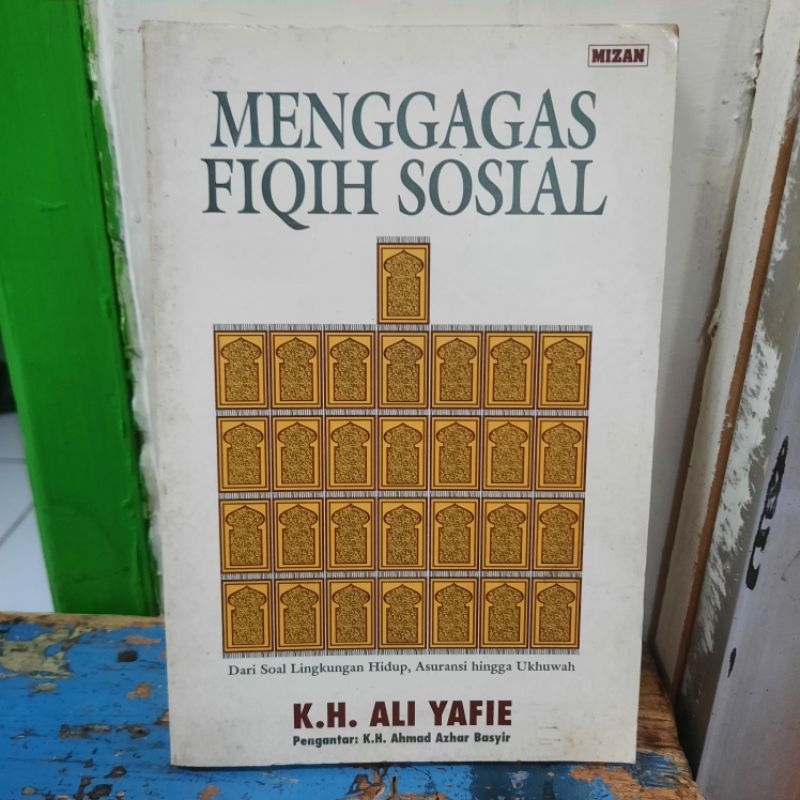 MIZAN
MENGGAGAS
FIQIH SOSIAL
Dari Soal Lingkungan Hidup, Asuransi hingga Ukhuwah
K.H. ALI YAFIE
Pengantar: K.H. Ahmad Azhar Basyir